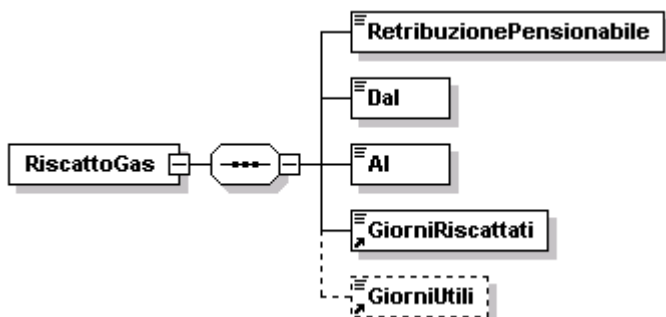 RetribuzionePensionabile
Dal
RiscattoGas
Al
GiorniRiscattati
GiorniUtili